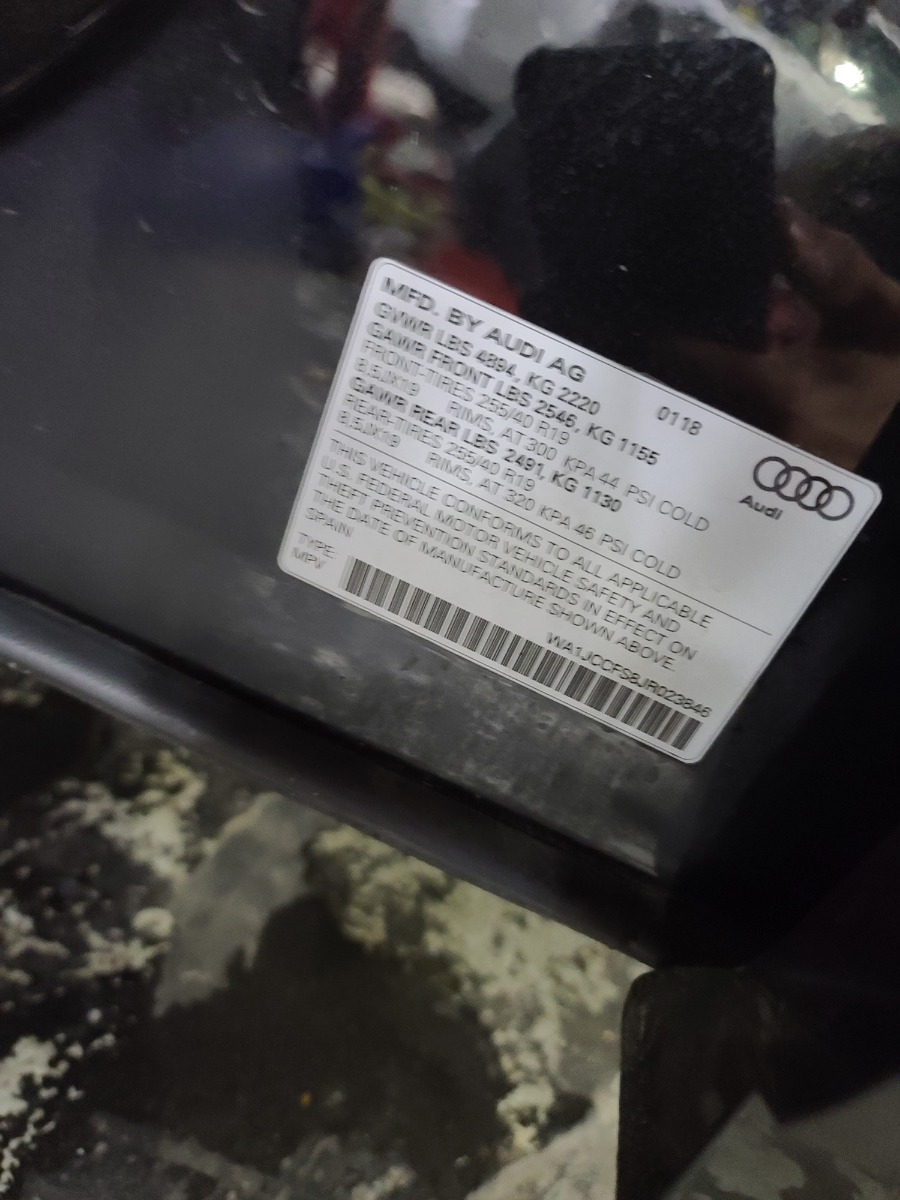 MFD. BY AUDI AG
0118
GVWR LBS 4894, KG 2220
GAWR FRONT LBS 2546, KG 1155
FRONT-TIRES 255/40 R19
8,5JX19 RIMS, AT 300 KPA 44 PSI COLD
GAWR REAR LBS 2491, KG 1130
REAR-TIRES 255/40 R19
8,5JX19 RIMS, AT 320 KPA 46 PSI COLD
Audi
THIS VEHICLE CONFORMS TO ALL APPLICABLE
U.S. FEDERAL MOTOR VEHICLE SAFETY AND
THEFT PREVENTION STANDARDS IN EFFECT ON
THE DATE OF MANUFACTURE SHOWN ABOVE.
SPAIN
WA1JCCFS8JR023846
TYPE:
MPV